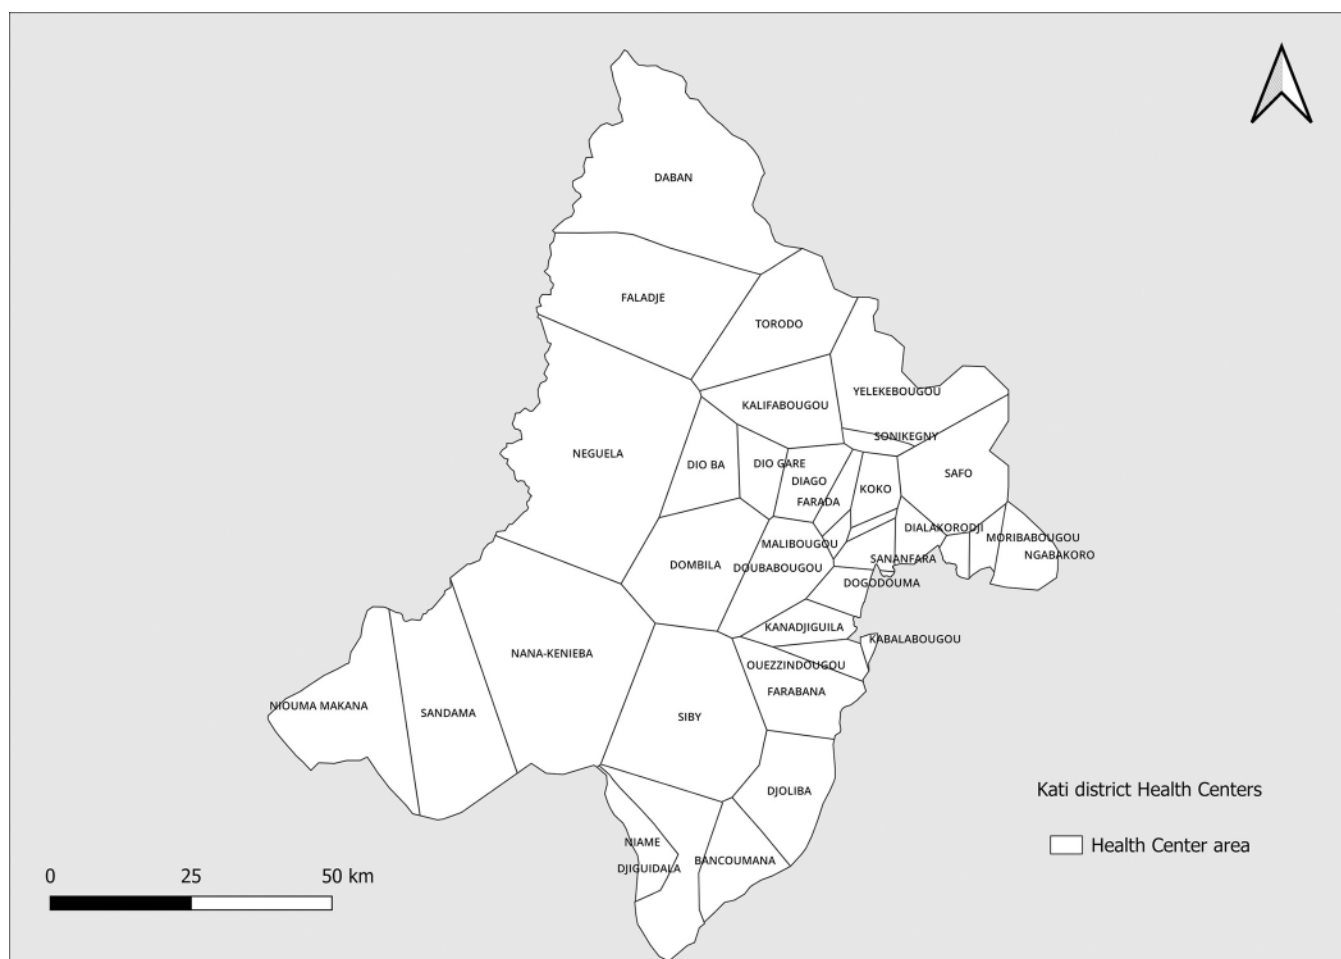 DABAN
FALADJE
TORODO
YELEKEBOUGOU
KALIFABOUGOU
SONIKEGNY
NEGUELA
DIO BA
DIO GARE
DIAGO
KOKO
SAFO
FARADA
DIALAKORODJI
MORIBABOUGOU
NGABAKORO
MALIBOUGOU
SANANFARA
DOMBILA
DOUBABOUGOU
DOGODOUMA
KANADJIGUILA
KABALABOUGOU
NANA-KENIEBA
OUEZZINDOUGOU
FARABANA
NIOUMA MAKANA
SANDAMA
SIBY
DJOLIBA
NIAME
DJIGUIDALA
BANCOUMANA
Kati district Health Centers
Health Center area
0 25 50 km